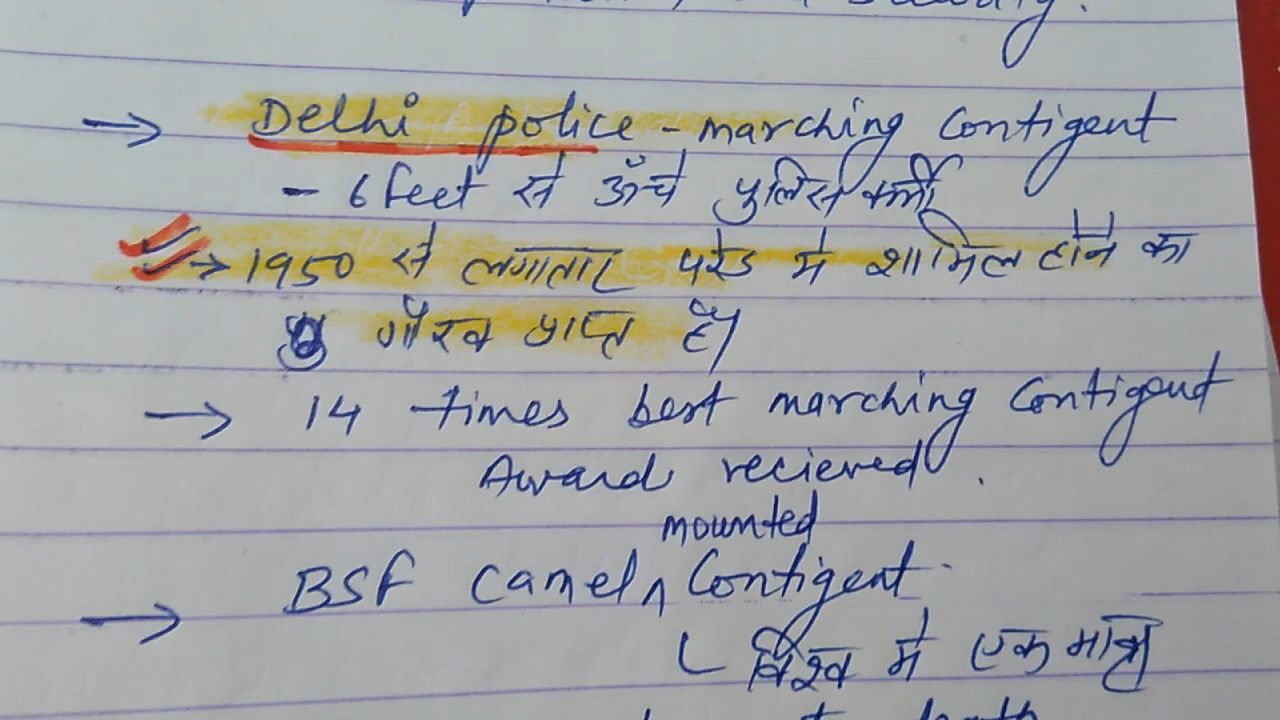 → Delhi police - marching Contigent
- 6 feet से ऊँचे पुलिसकर्मी
→ 1950 से लगातार परेड मे शामिल होने का
गौरव प्राप्त है।
→ 14 times best marching Contigent
Award recieved.
mounted
→ BSF Camel ^ Contigent.
विश्व मे एक मात्र